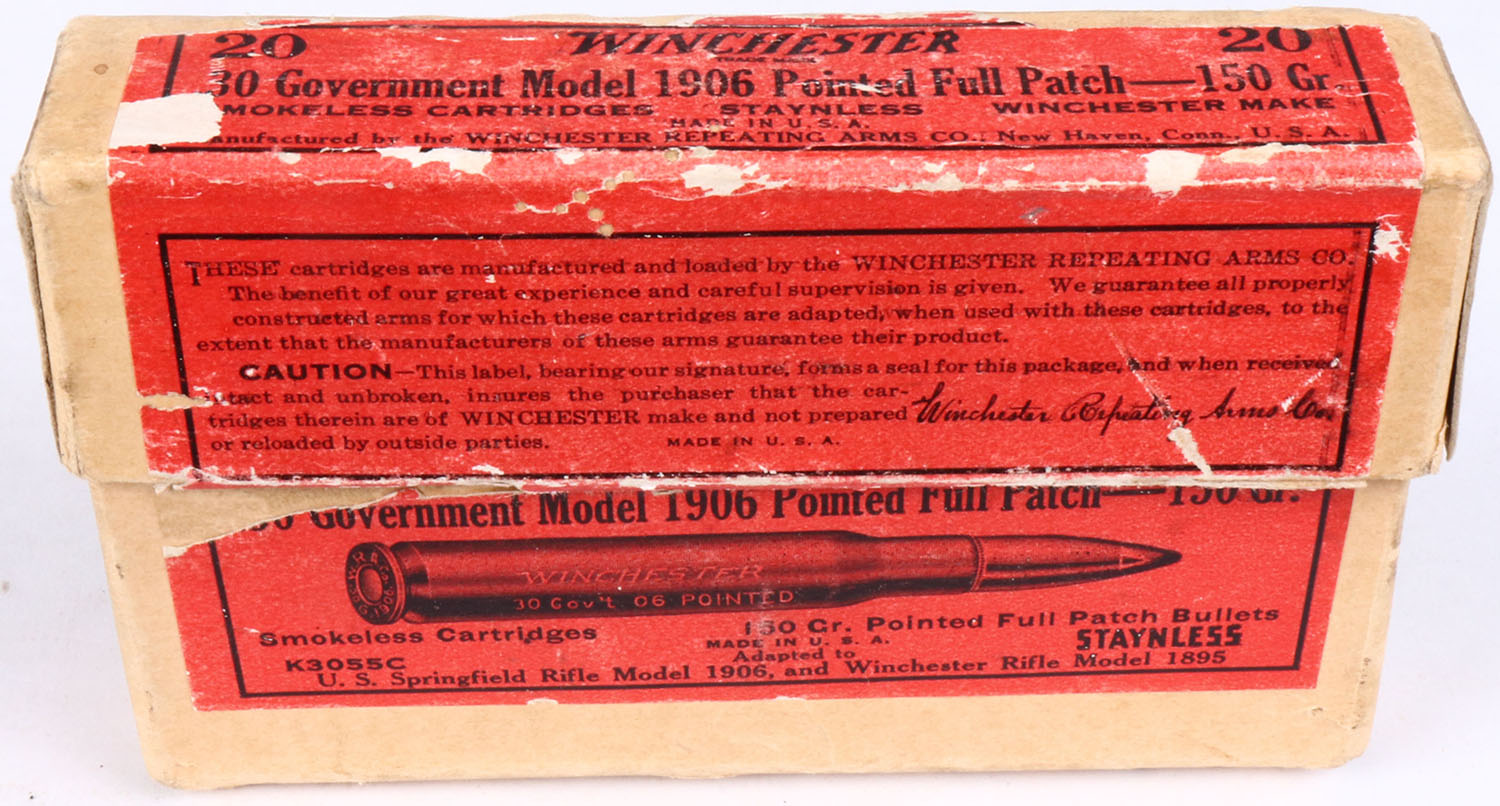 20 WINCHESTER 20
TRADE MARK
30 Government Model 1906 Pointed Full Patch—150 Gr.
MOKELESS CARTRIDGES STAYNLESS WINCHESTER MAKE
MADE IN U. S. A.
anufactured by the WINCHESTER REPEATING ARMS CO., New Haven, Conn., U. S. A.
THESE cartridges are manufactured and loaded by the WINCHESTER REPEATING ARMS CO.
The benefit of our great experience and careful supervision is given. We guarantee all properly
constructed arms for which these cartridges are adapted, when used with these cartridges, to the
extent that the manufacturers of these arms guarantee their product.
CAUTION—This label, bearing our signature, forms a seal for this package, and when received
intact and unbroken, insures the purchaser that the car-
tridges therein are of WINCHESTER make and not prepared Winchester Repeating Arms Co.
or reloaded by outside parties. MADE IN U. S. A.
30 Government Model 1906 Pointed Full Patch—150 Gr.
WINCHESTER
30 Gov't 06 POINTED
Smokeless Cartridges 150 Gr. Pointed Full Patch Bullets
MADE IN U. S. A. STAYNLESS
K3055C Adapted to
U. S. Springfield Rifle Model 1906, and Winchester Rifle Model 1895